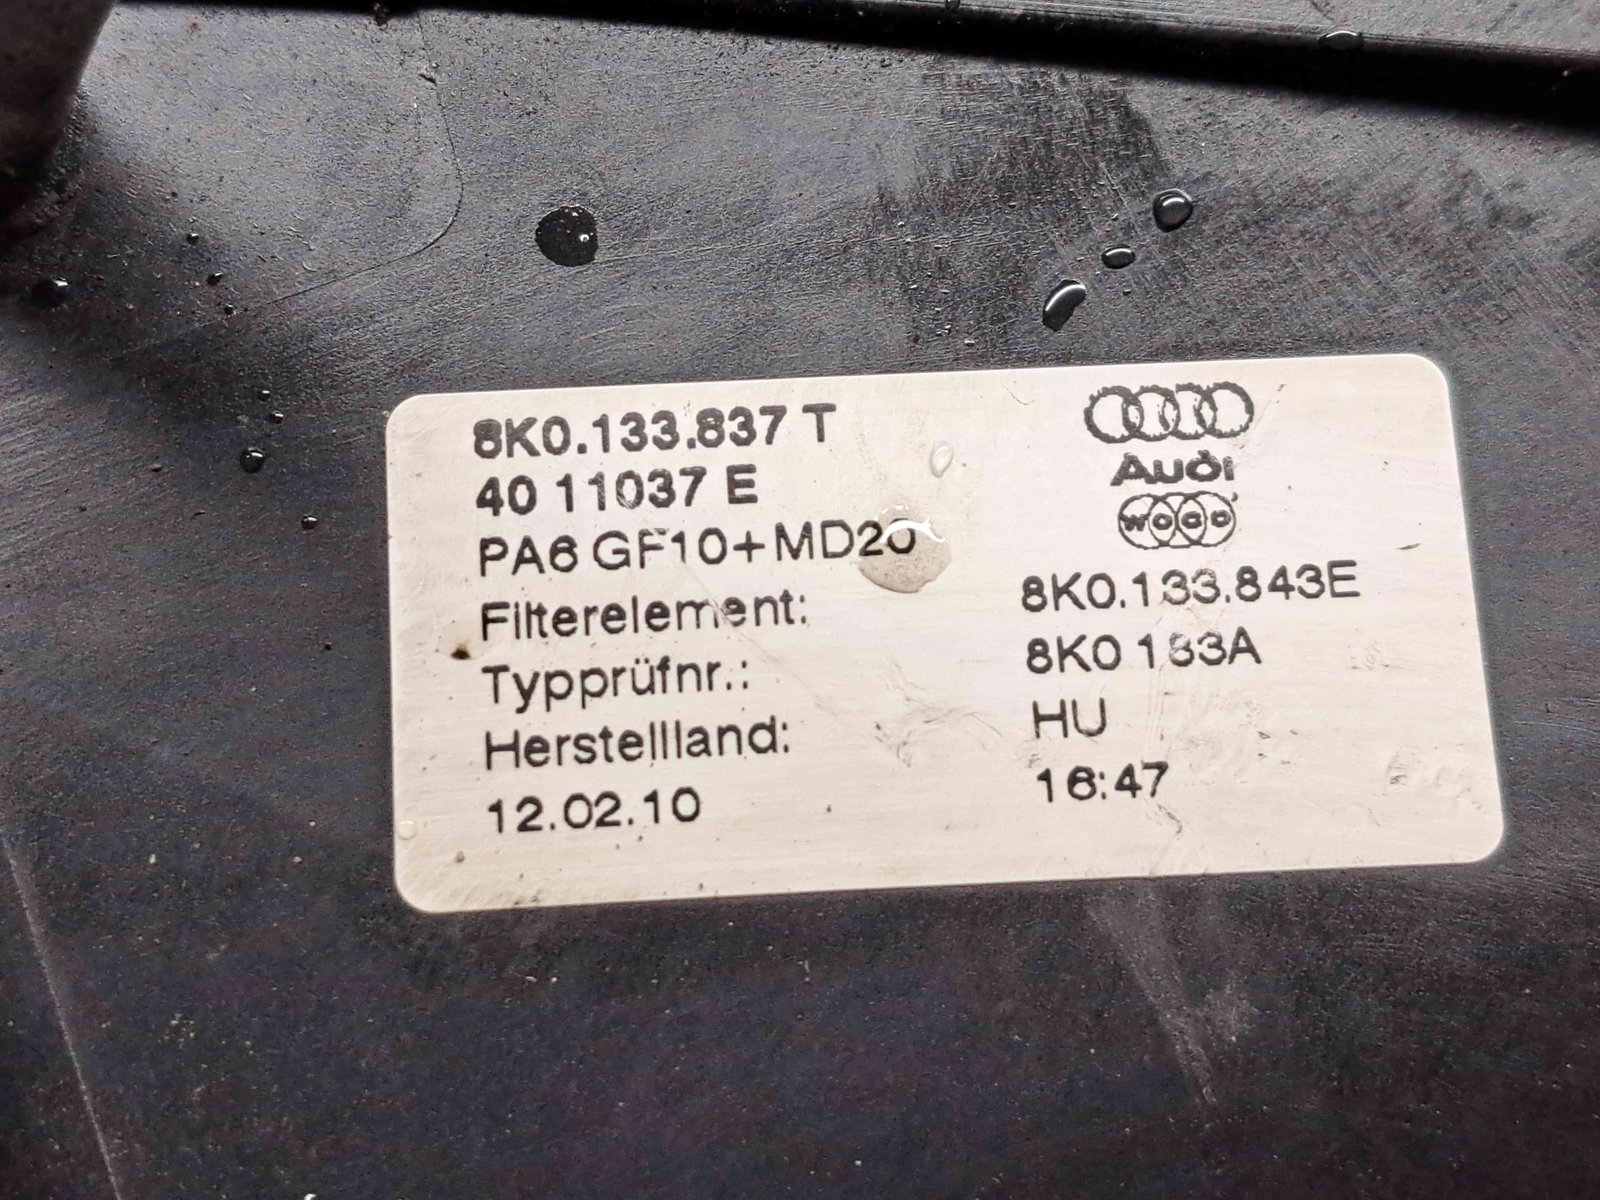 8K0.133.837 T
Audi
40 11037 E
woco
PA6 GF10+MD20
Filterelement: 8K0.133.843E
Typprüfnr.: 8K0 133A
Herstellland: HU
12.02.10 16:47